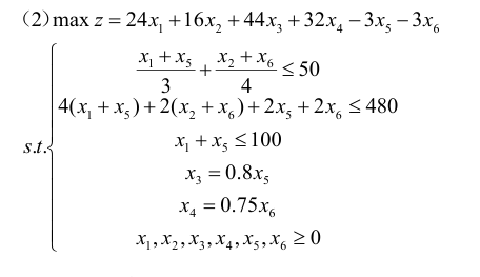 （2）max z = 24x₁ +16x₂ +44x₃ +32x₄ −3x₅ −3x₆
(x₁ + x₅)/3 + (x₂ + x₆)/4 ≤ 50
4(x₁ + x₅)+2(x₂ + x₆)+2x₅ +2x₆ ≤ 480
s.t. x₁ + x₅ ≤ 100
x₃ = 0.8x₅
x₄ = 0.75x₆
x₁,x₂,x₃,x₄,x₅,x₆ ≥ 0